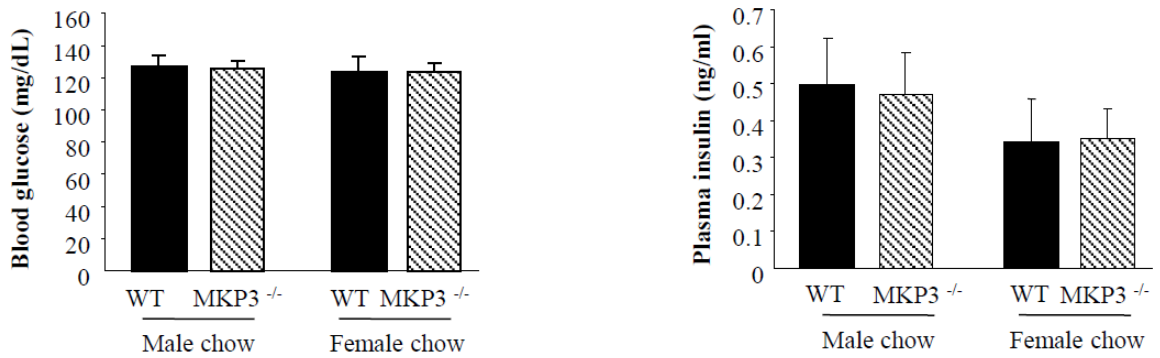 Blood glucose (mg/dL)
160
140
120
100
80
60
40
20
0
WT MKP3 -/- WT MKP3 -/-
Male chow Female chow
Plasma insulin (ng/ml)
0.7
0.6
0.5
0.4
0.3
0.2
0.1
0
WT MKP3 -/- WT MKP3 -/-
Male chow Female chow